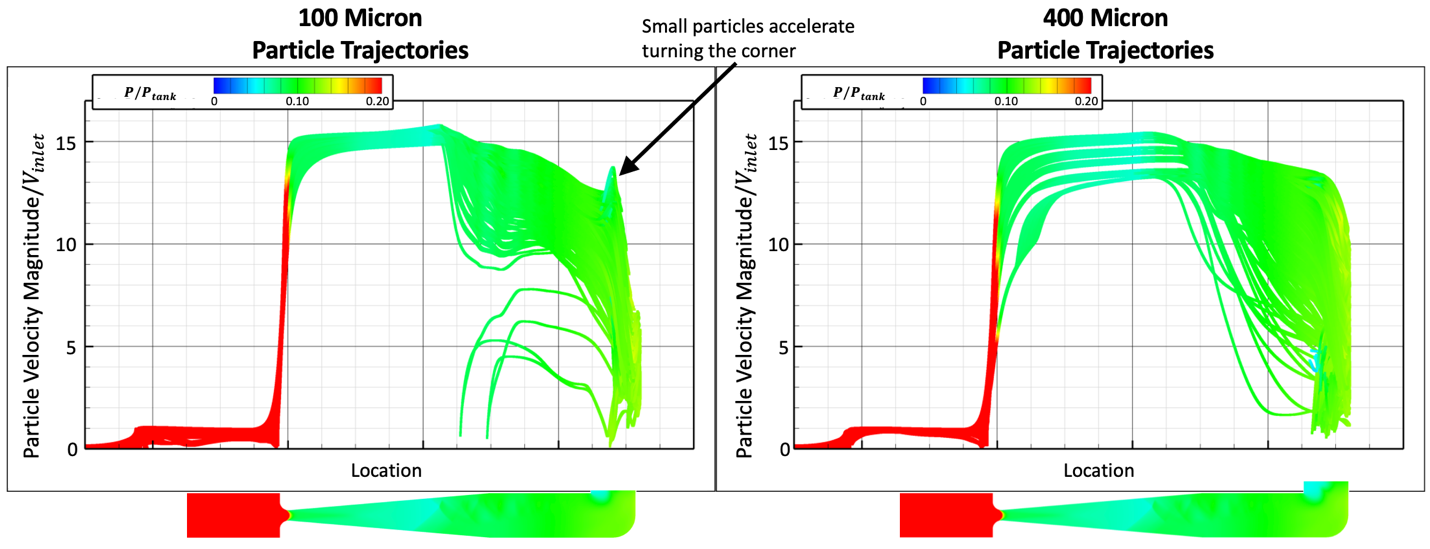 100 Micron
Particle Trajectories
Small particles accelerate
turning the corner
400 Micron
Particle Trajectories
P/P_tank
0
0.10
0.20
15
10
5
0
Particle Velocity Magnitude/V_inlet
Location
P/P_tank
0
0.10
0.20
15
10
5
0
Particle Velocity Magnitude/V_inlet
Location